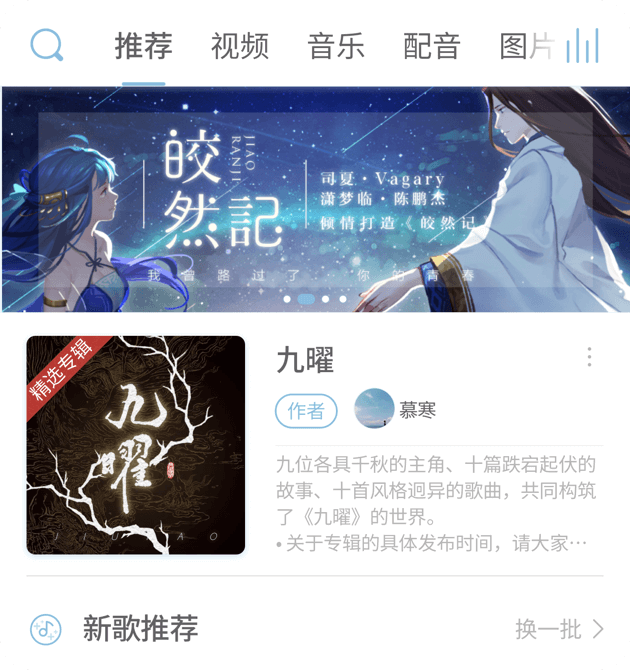 推荐 视频 音乐 配音 图片
皎然記
JIAO
RANJI
司夏·Vagary
潇梦临·陈鹏杰
倾情打造《皎然记》
我曾路过了 你的青春
精选专辑
九曜
JIUYAO
九曜
作者 慕寒
九位各具千秋的主角、十篇跌宕起伏的
故事、十首风格迥异的歌曲，共同构筑
了《九曜》的世界。
• 关于专辑的具体发布时间，请大家…
新歌推荐 换一批